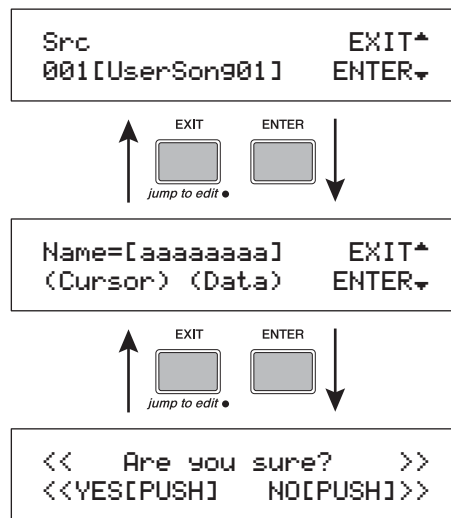 Src EXIT▲
001[UserSong01] ENTER▼
EXIT ENTER
jump to edit ●
Name=[aaaaaaaa] EXIT▲
(Cursor) (Data) ENTER▼
EXIT ENTER
jump to edit ●
<< Are you sure? >>
<<YES[PUSH] NO[PUSH]>>